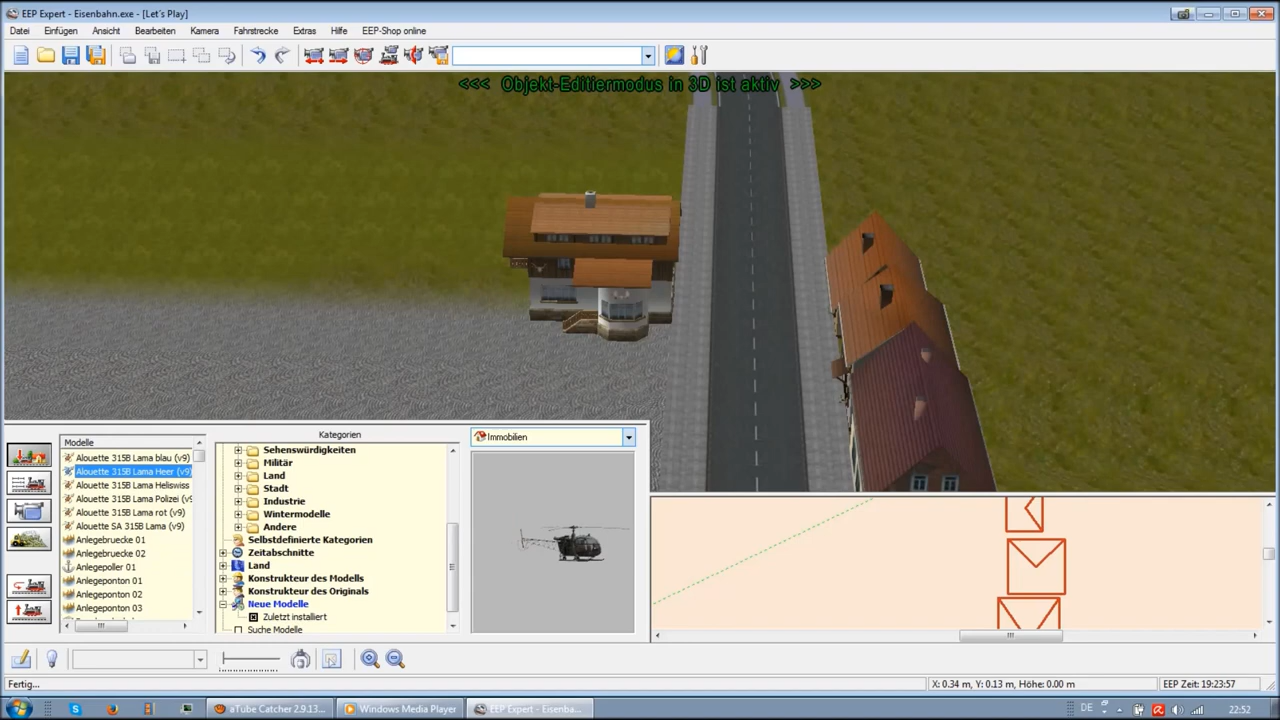 EEP Expert - Eisenbahn.exe - [Let´s Play]
Datei Einfügen Ansicht Bearbeiten Kamera Fahrstrecke Extras Hilfe EEP-Shop online
<<< Objekt-Editiermodus in 3D ist aktiv >>>
Modelle
Alouette 315B Lama blau (v9)
Alouette 315B Lama Heer (v9)
Alouette 315B Lama Heliswiss
Alouette 315B Lama Polizei (v9
Alouette 315B Lama rot (v9)
Alouette SA 315B Lama (v9)
Anlegebruecke 01
Anlegebruecke 02
Anlegepoller 01
Anlegeponton 01
Anlegeponton 02
Anlegeponton 03
Kategorien
Sehenswürdigkeiten
Militär
Land
Stadt
Industrie
Wintermodelle
Andere
Selbstdefinierte Kategorien
Zeitabschnitte
Land
Konstrukteur des Modells
Konstrukteur des Originals
Neue Modelle
Zuletzt installiert
Suche Modelle
Immobilien
Fertig...
X: 0.34 m, Y: 0.13 m, Höhe: 0.00 m
EEP Zeit: 19:23:57
aTube Catcher 2.9.13...
Windows Media Player
EEP Expert - Eisenba...
DE
22:52